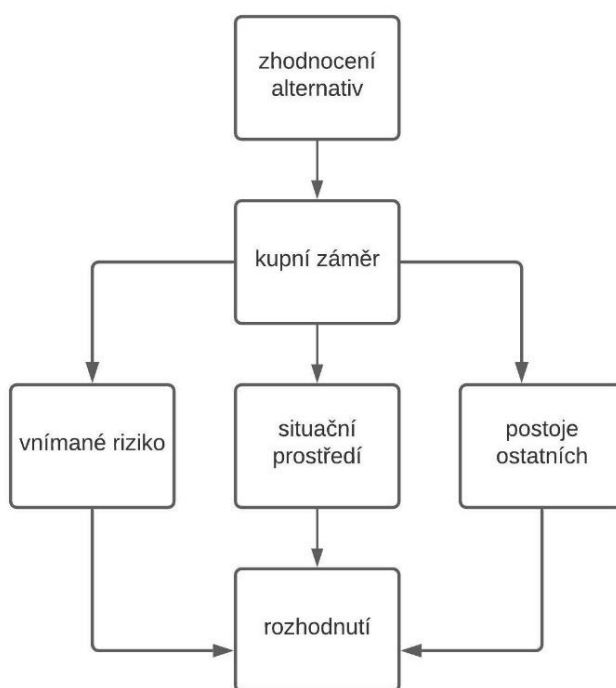 zhodnocení
alternativ
kupní záměr
vnímané riziko
situační
prostředí
postoje
ostatních
rozhodnutí